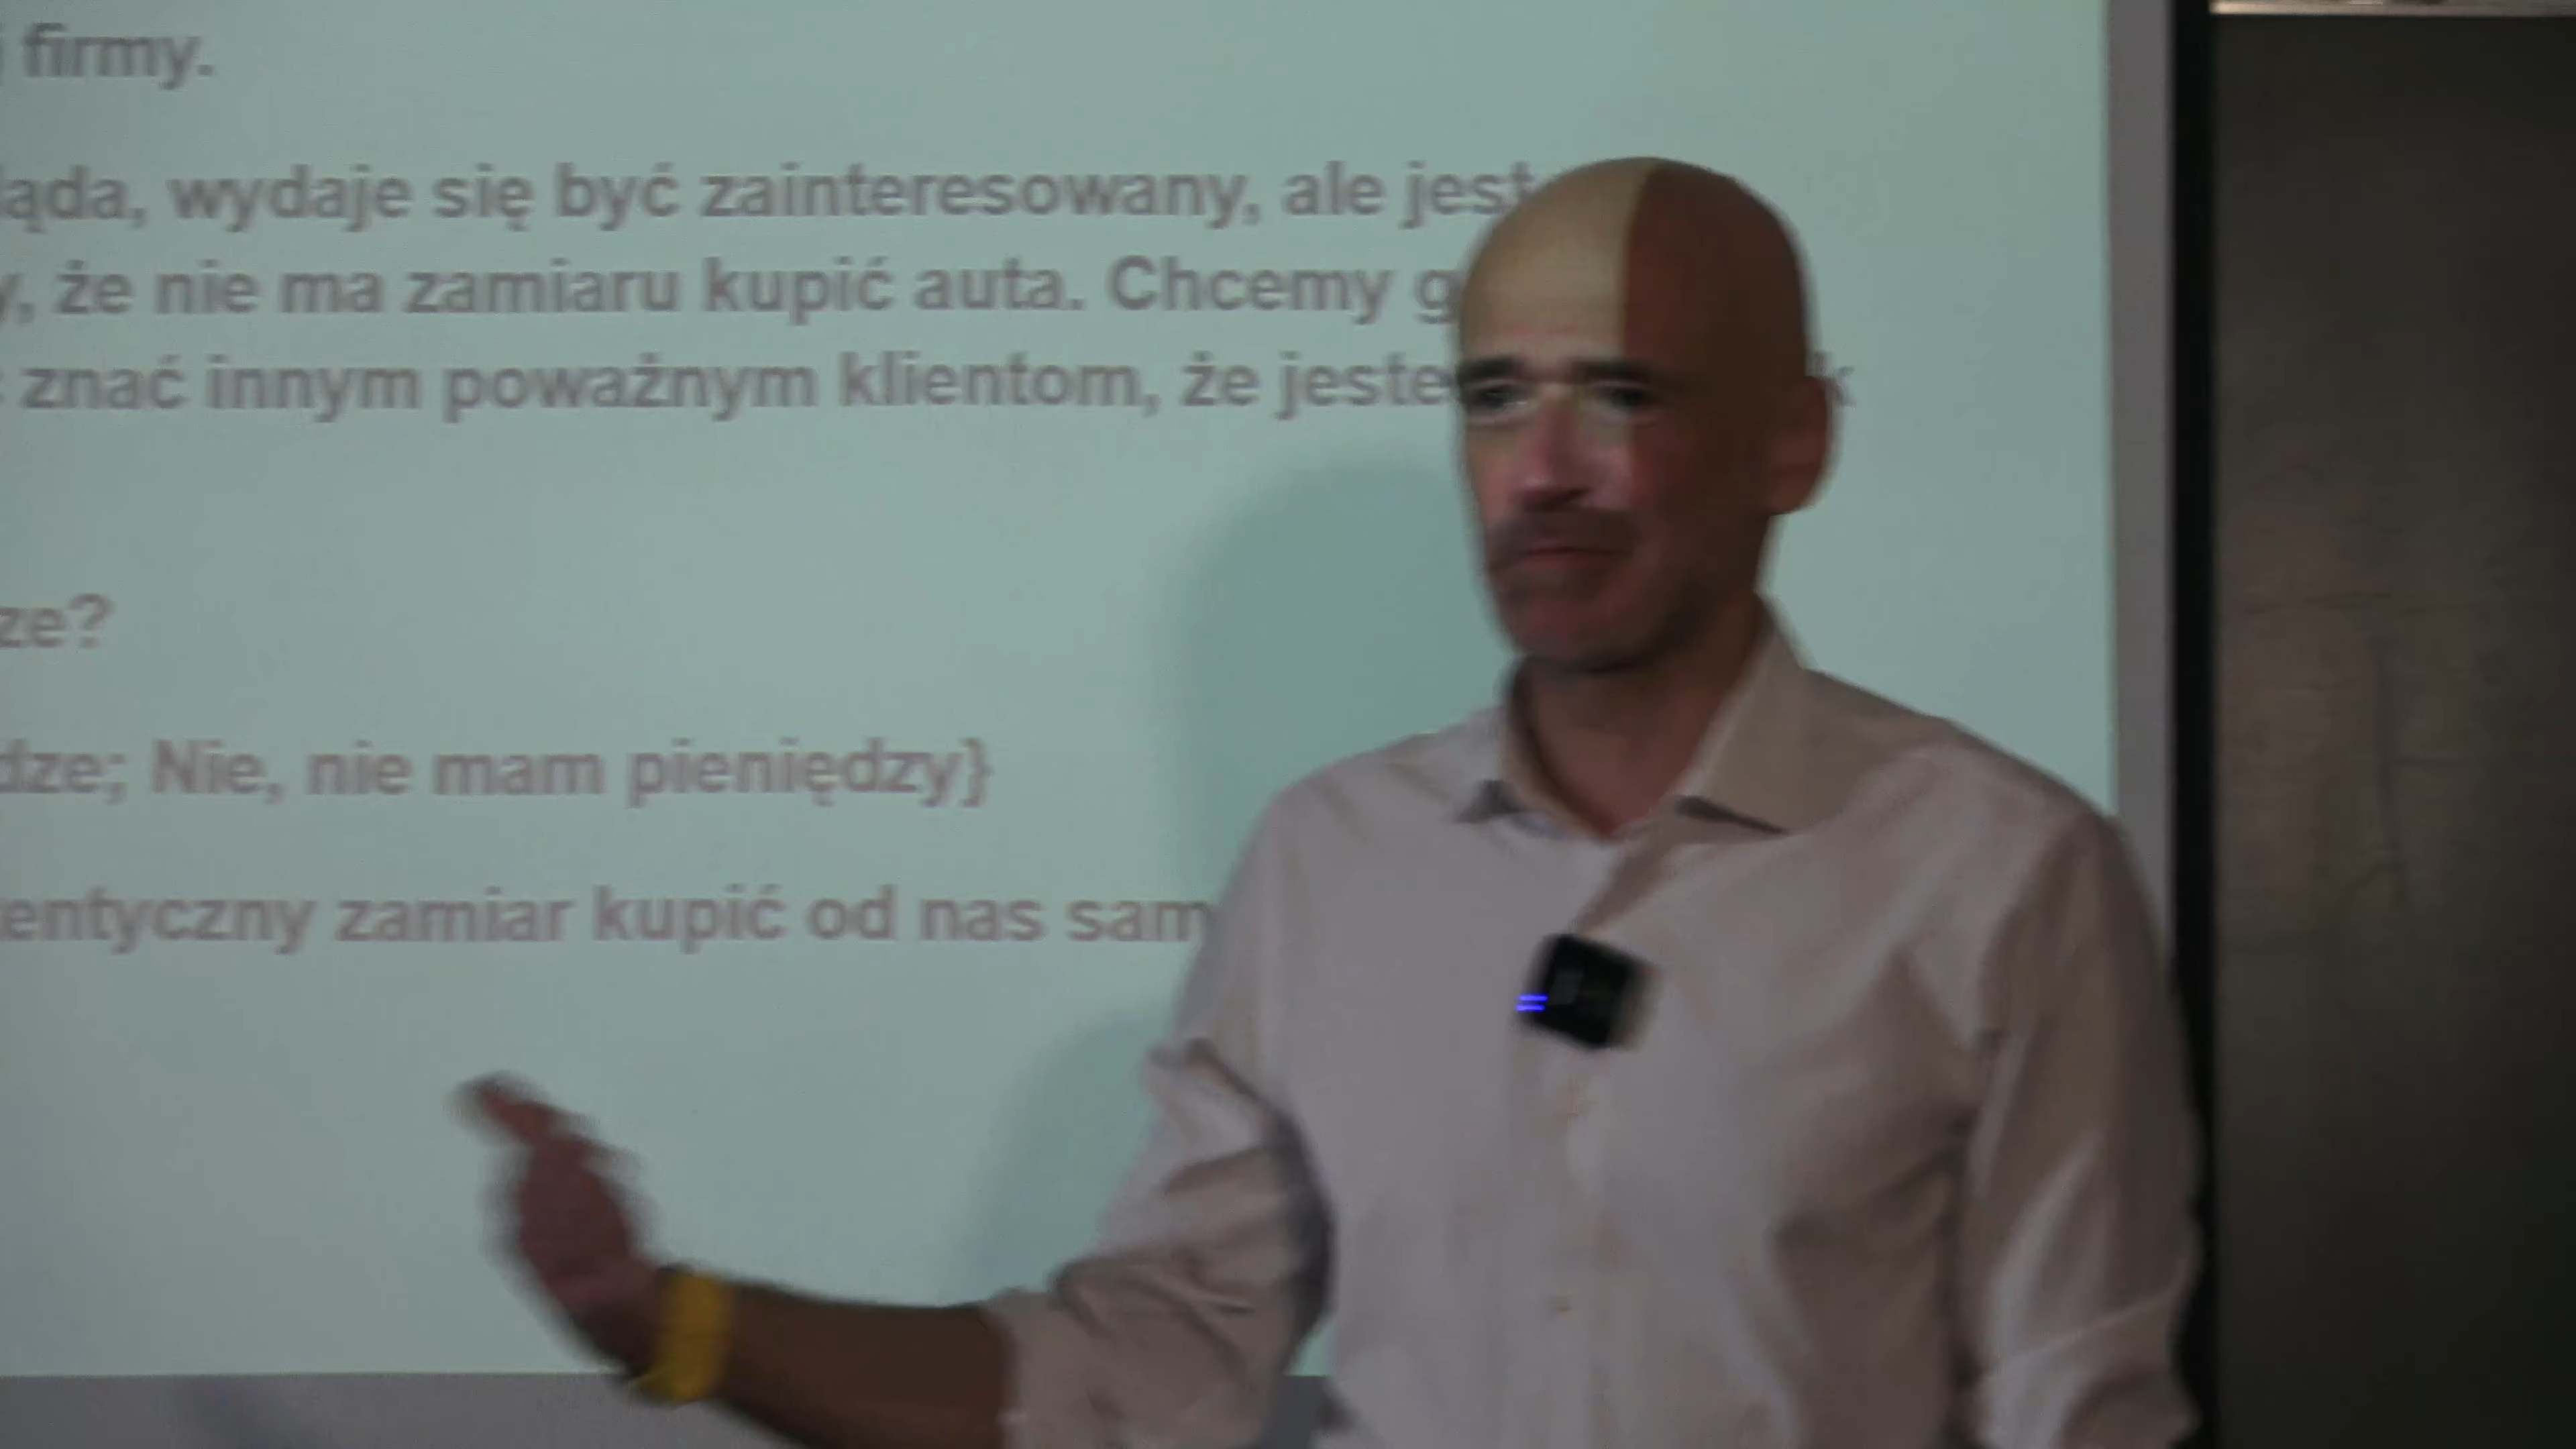 firmy.
ląda, wydaje się być zainteresowany, ale jest
y, że nie ma zamiaru kupić auta. Chcemy g
znać innym poważnym klientom, że jeste k
ze?
dze; Nie, nie mam pieniędzy}
entyczny zamiar kupić od nas sam